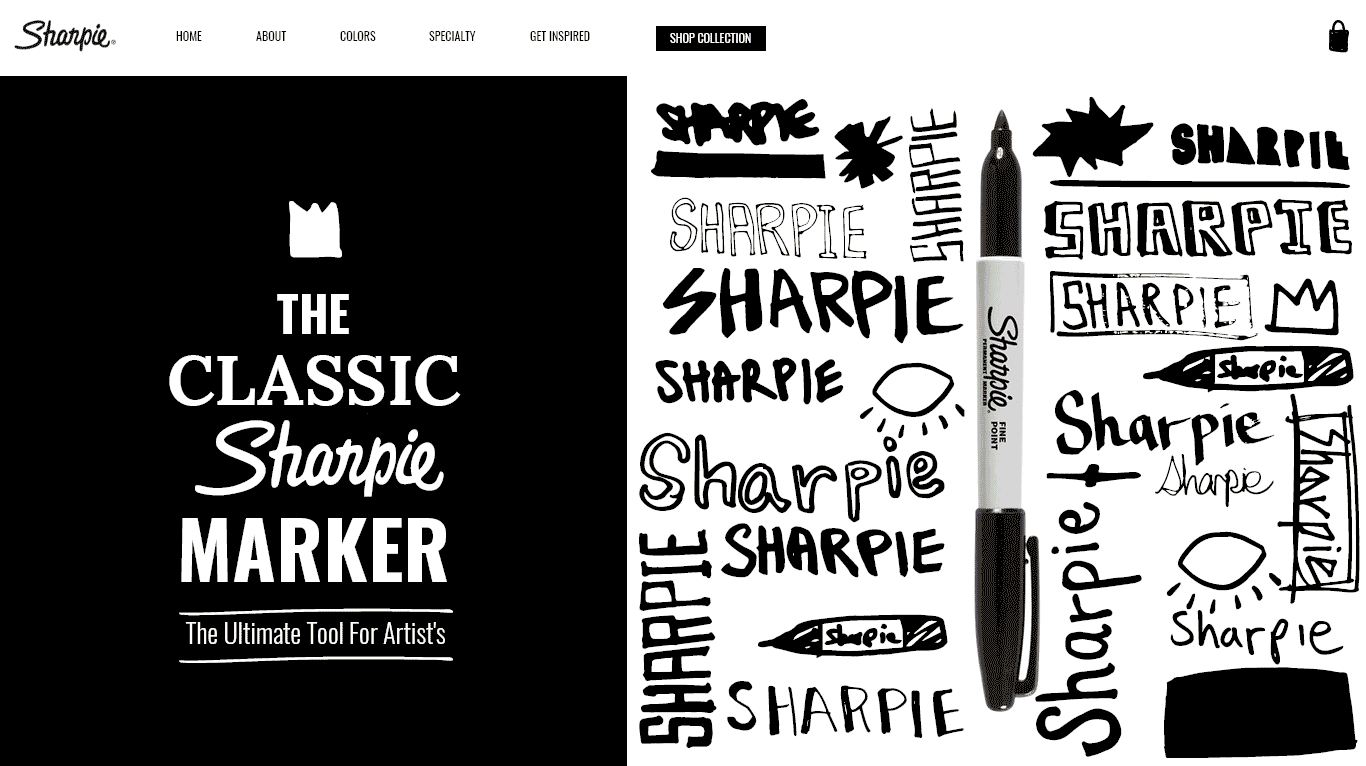 Sharpie®
HOME
ABOUT
COLORS
SPECIALTY
GET INSPIRED
SHOP COLLECTION
THE
CLASSIC
Sharpie
MARKER
The Ultimate Tool For Artist's
SHARPIE
SHARPIE
SHARPIE
SHARPIE
SHARPIE
Sharpie
SHARPIE
SHARPIE
Sharpie
SHARPIE
Sharpie®
PERMANENT MARKER
FINE
POINT
SHARPIE
SHARPIE
SHARPIE
Sharpie
Sharpie
Sharpie
Sharpie
Sharpie
Sharpie